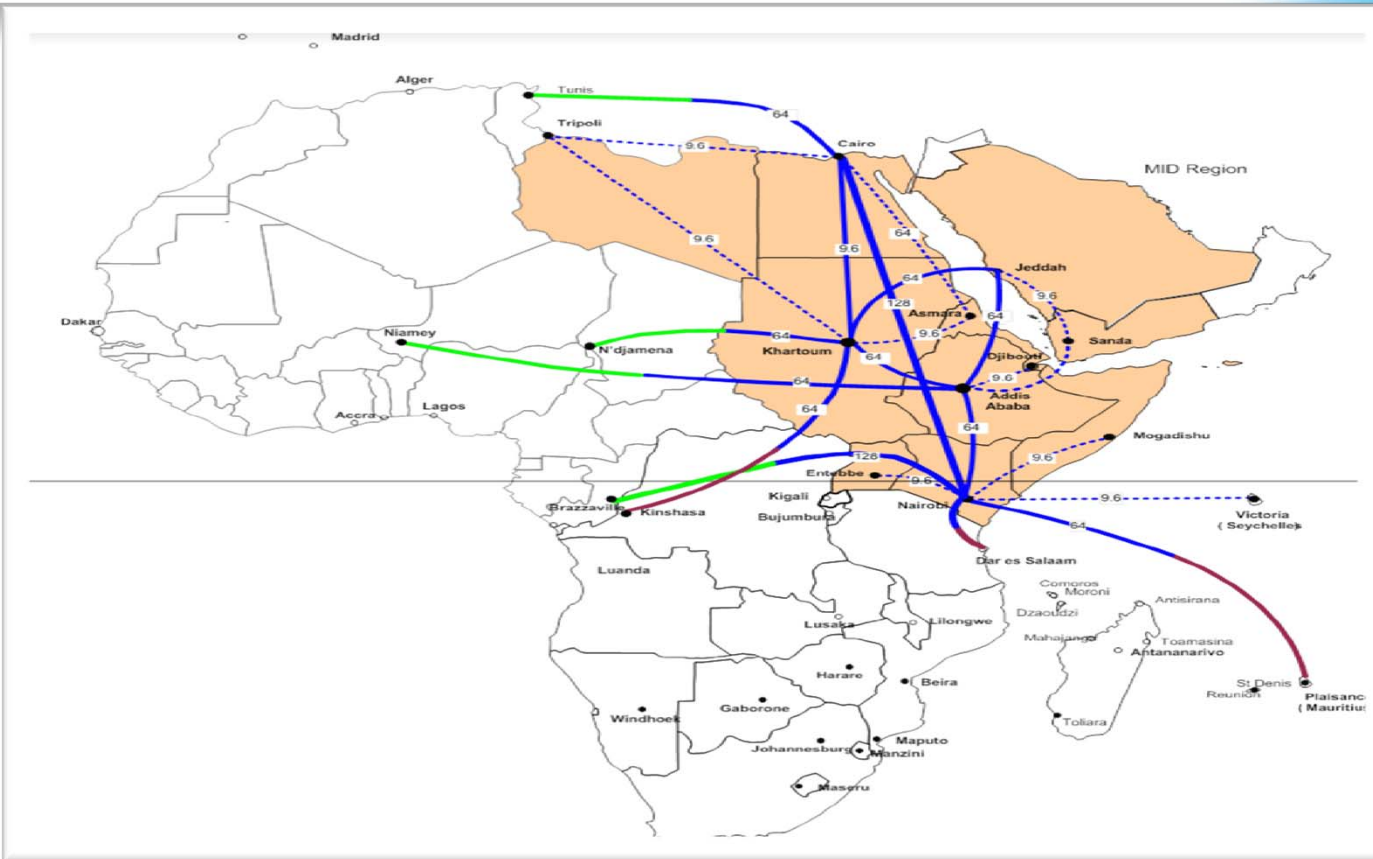 Madrid
Alger
Tunis
64
Tripoli
9.6
Cairo
MID Region
9.6
64
9.6
Jeddah
64
9.6
128
Asmara
64
Dakar
Niamey
64
9.6
Khartoum
N'djamena
Sanda
64
Djibouti
64
9.6
Addis
Ababa
Accra
Lagos
64
64
Mogadishu
128
9.6
Entebbe
9.6
Kigali
Nairobi
9.6
Brazzaville
Kinshasa
Bujumbura
64
Victoria
( Seychelles
Dar es Salaam
Luanda
Comoros
Moroni
Dzaoudzi
Antisirana
Lusaka
Lilongwe
Mahajanga
Toamasina
Antananarivo
Harare
Beira
St Denis
Reunion
Plaisanc
( Mauritiu
Gaborone
Windhoek
Toliara
Johannesburg
Maputo
Manzini
Maseru